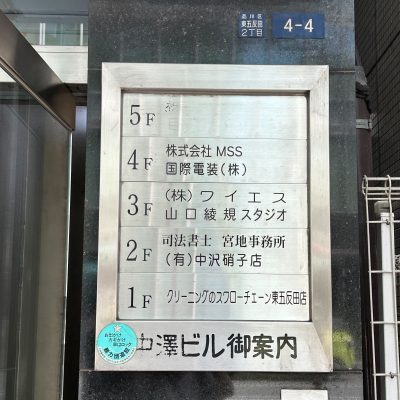 品川区
東五反田
2丁目
4-4
5F
4F 株式会社 MSS
国際電装(株)
3F (株)ワイエス
山口綾規スタジオ
2F 司法書士 宮地事務所
(有)中沢硝子店
1F クリーニングのスワローチェーン東五反田店
中澤ビル御案内